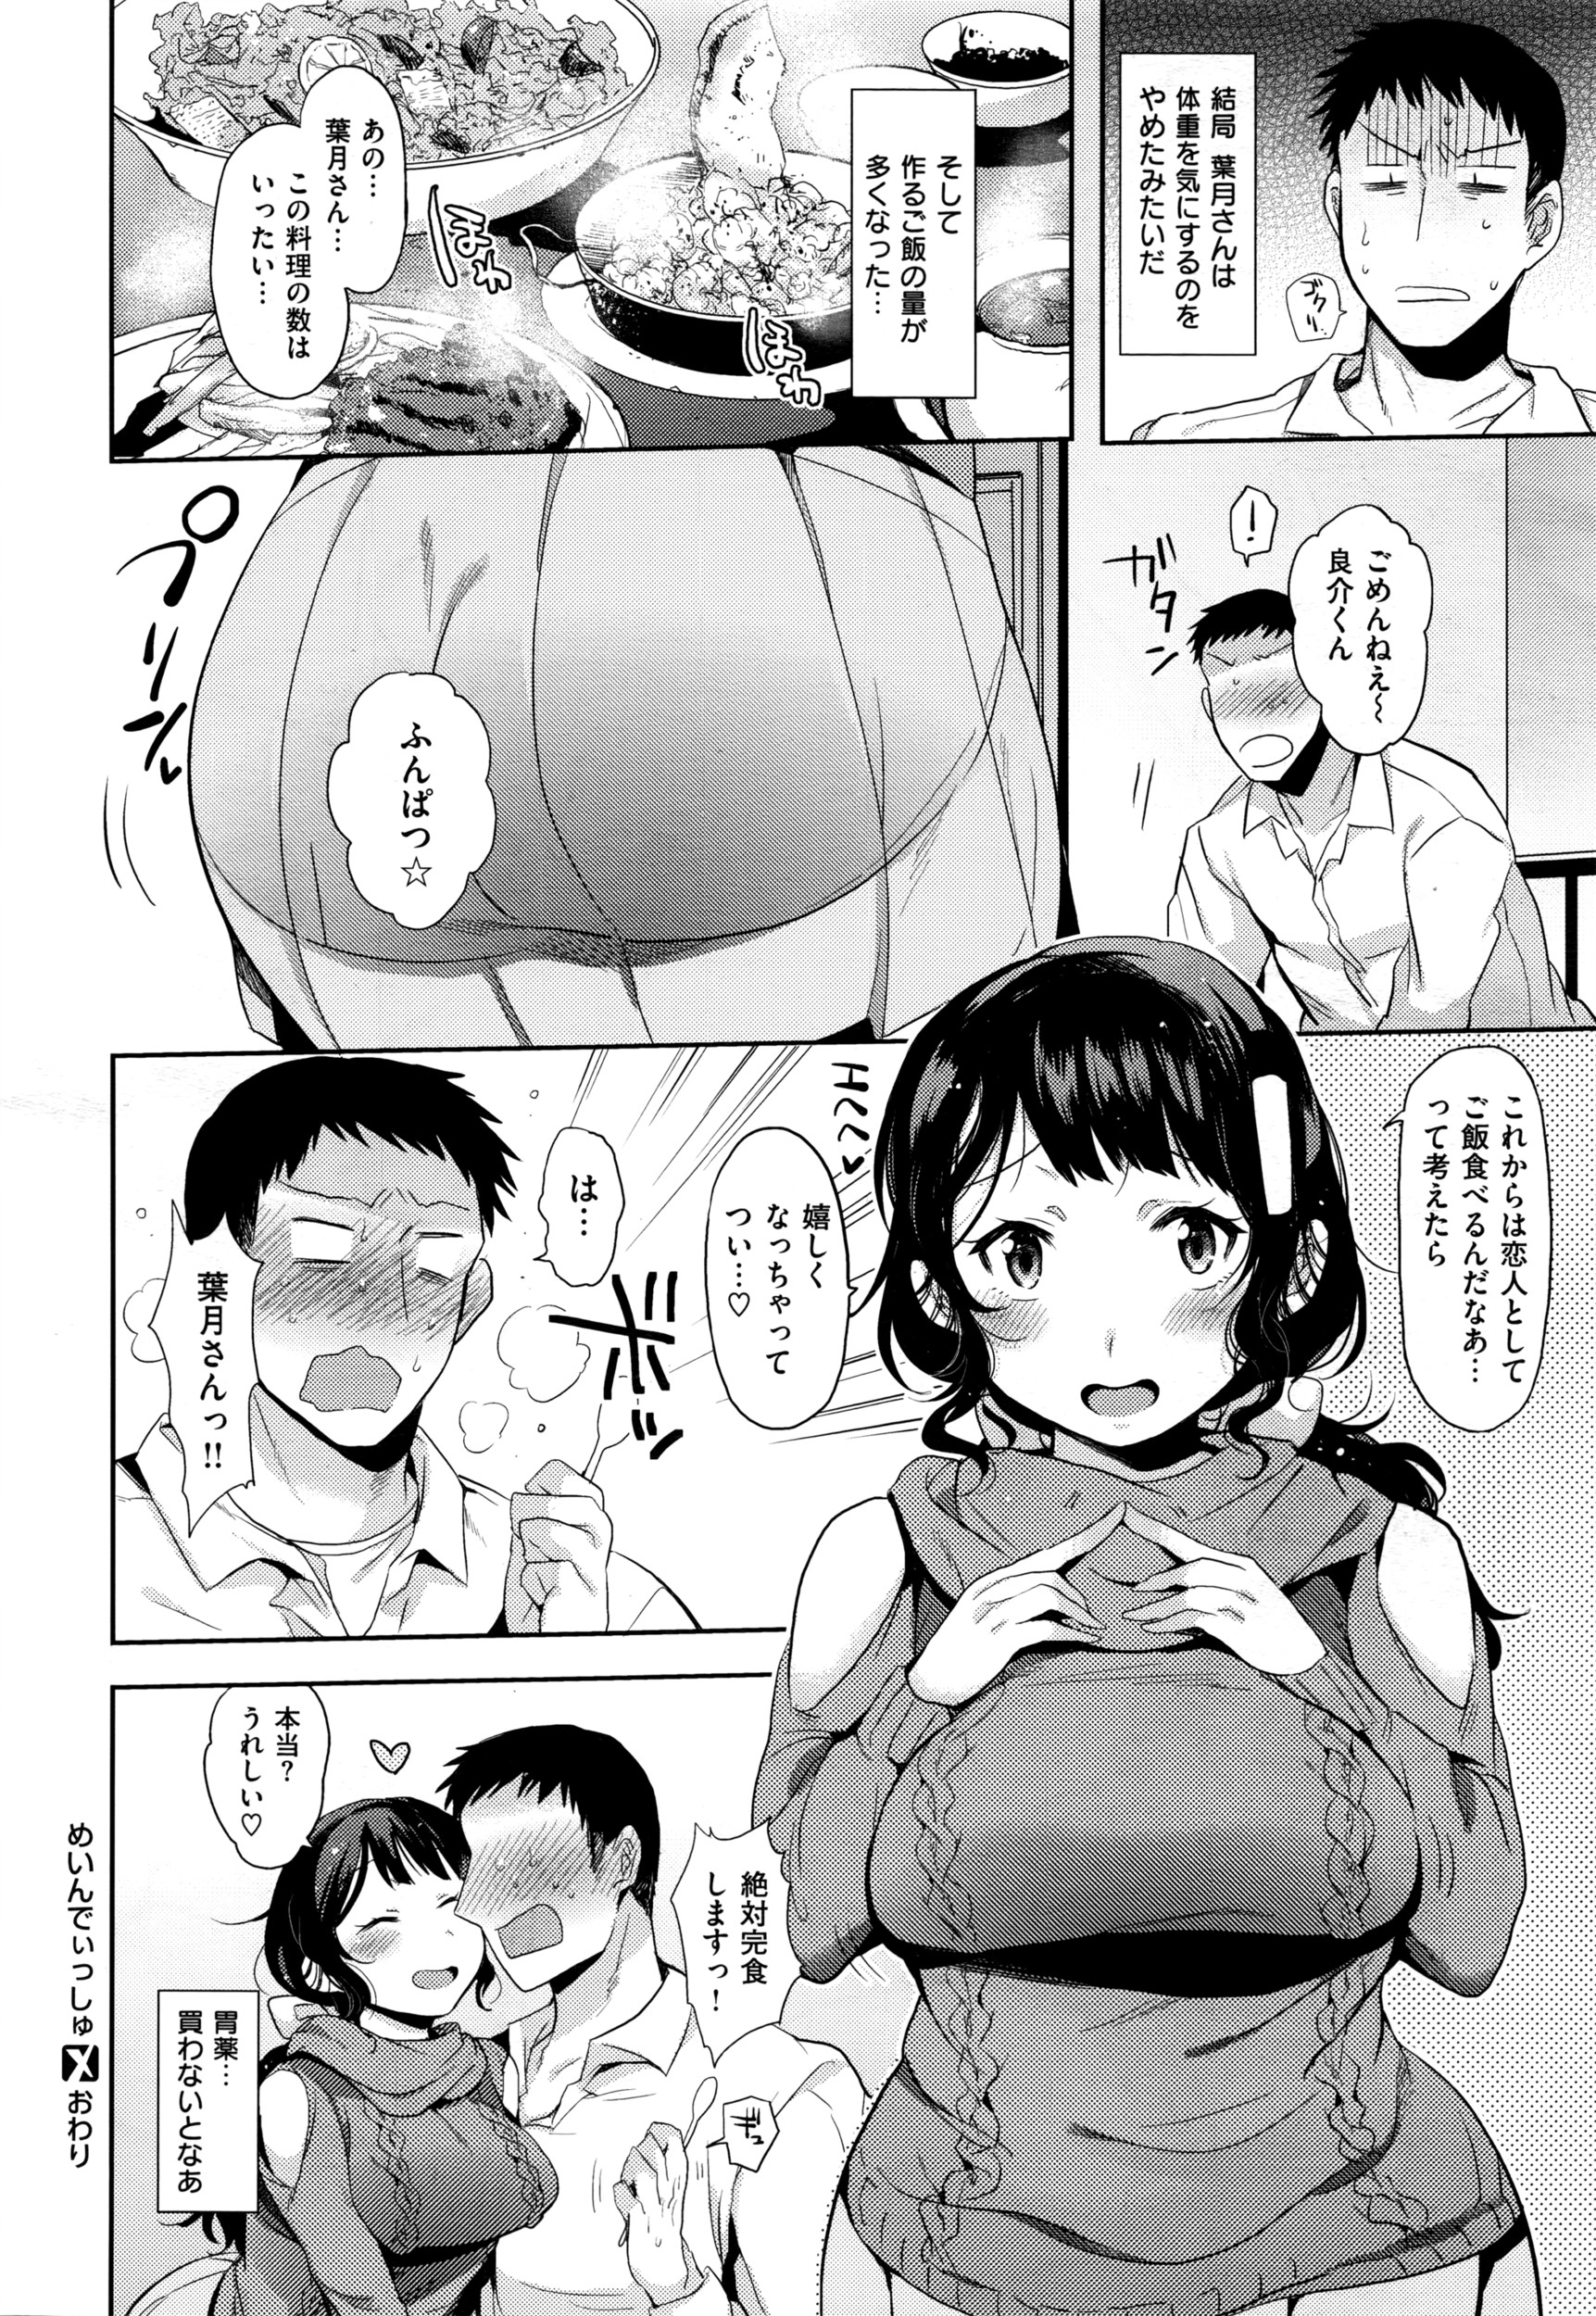 結局 葉月さんは
体重を気にするのを
やめたみたいだ
ゴクリ…
そして
作るご飯の量が
多くなった…
あの…
葉月さん…
この料理の数は
いったい…
ほわ
ほわ
ごめんねえ〜
良介くん
!
ガタン
ふんぱつ☆
プリンッ
これからは恋人として
ご飯食べるんだなあ…
って考えたら
エヘヘ♥
嬉しく
なっちゃって
つい…♡
は…
葉月さんっ!!
絶対完食
しますっ!
ギュ
本当?
うれしい♡
胃薬…
買わないとなあ
めいんでぃっしゅ X おわり